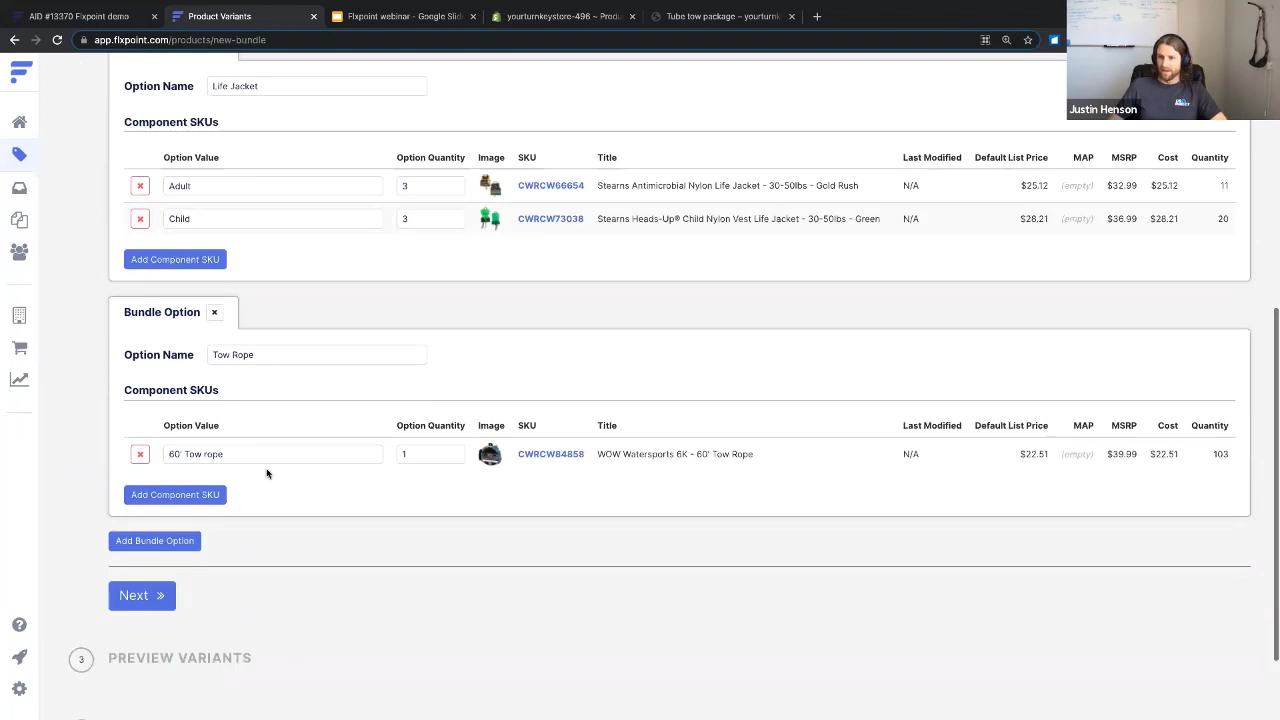 AID #13370 Flxpoint demo
Product Variants
Flxpoint webinar - Google Slid
yourturnkeystore-496 ~ Produc
Tube tow package – yourturnk
app.flxpoint.com/products/new-bundle
Justin Henson
Option Name Life Jacket
Component SKUs
Option Value Option Quantity Image SKU Title Last Modified Default List Price MAP MSRP Cost Quantity
Adult 3 CWRCW66654 Stearns Antimicrobial Nylon Life Jacket - 30-50lbs - Gold Rush N/A $25.12 (empty) $32.99 $25.12 11
Child 3 CWRCW73038 Stearns Heads-Up® Child Nylon Vest Life Jacket - 30-50lbs - Green N/A $28.21 (empty) $36.99 $28.21 20
Add Component SKU
Bundle Option
Option Name Tow Rope
Component SKUs
Option Value Option Quantity Image SKU Title Last Modified Default List Price MAP MSRP Cost Quantity
60' Tow rope 1 CWRCW84858 WOW Watersports 6K - 60' Tow Rope N/A $22.51 (empty) $39.99 $22.51 103
Add Component SKU
Add Bundle Option
Next »
3 PREVIEW VARIANTS